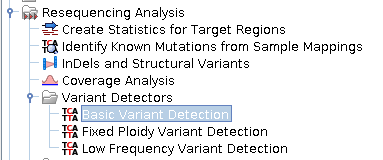 Resequencing Analysis
Create Statistics for Target Regions
Identify Known Mutations from Sample Mappings
InDels and Structural Variants
Coverage Analysis
Variant Detectors
Basic Variant Detection
Fixed Ploidy Variant Detection
Low Frequency Variant Detection